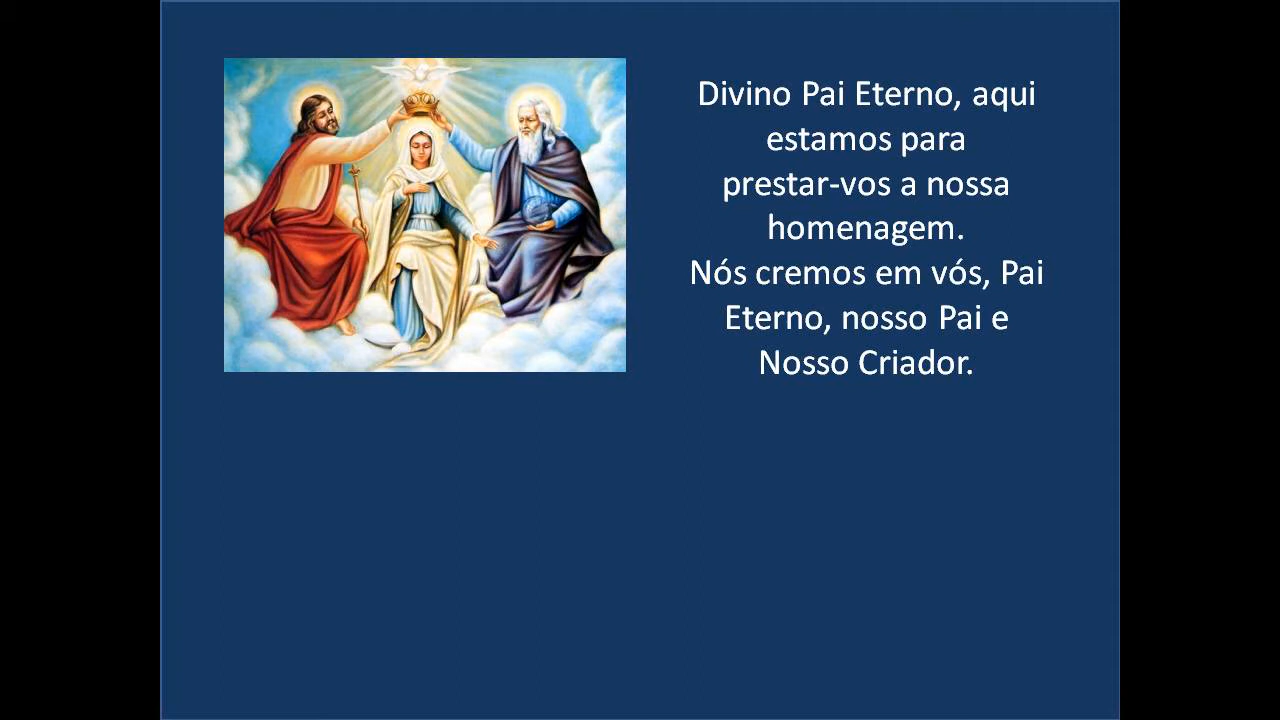 Divino Pai Eterno, aqui
estamos para
prestar-vos a nossa
homenagem.
Nós cremos em vós, Pai
Eterno, nosso Pai e
Nosso Criador.